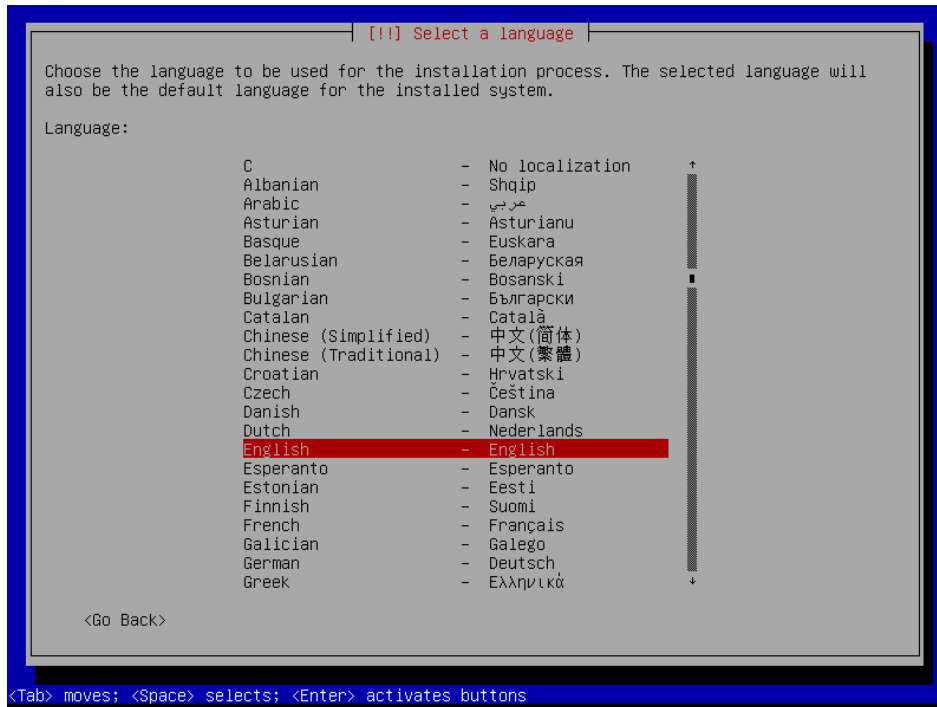 [!!] Select a language
Choose the language to be used for the installation process. The selected language will
also be the default language for the installed system.
Language:
C - No localization ↑
Albanian - Shqip
Arabic - عربي
Asturian - Asturianu
Basque - Euskara
Belarusian - Беларуская
Bosnian - Bosanski
Bulgarian - Български
Catalan - Català
Chinese (Simplified) - 中文(简体)
Chinese (Traditional) - 中文(繁體)
Croatian - Hrvatski
Czech - Čeština
Danish - Dansk
Dutch - Nederlands
English - English
Esperanto - Esperanto
Estonian - Eesti
Finnish - Suomi
French - Français
Galician - Galego
German - Deutsch
Greek - Ελληνικά ↓
<Go Back>
<Tab> moves; <Space> selects; <Enter> activates buttons